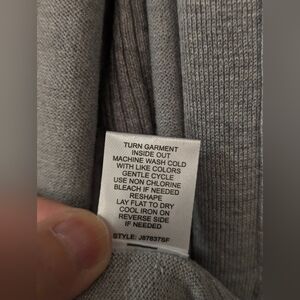 TURN GARMENT
INSIDE OUT
MACHINE WASH COLD
WITH LIKE COLORS
GENTLE CYCLE
USE NON CHLORINE
BLEACH IF NEEDED
RESHAPE
LAY FLAT TO DRY
COOL IRON ON
REVERSE SIDE
IF NEEDED
STYLE: J87837SF